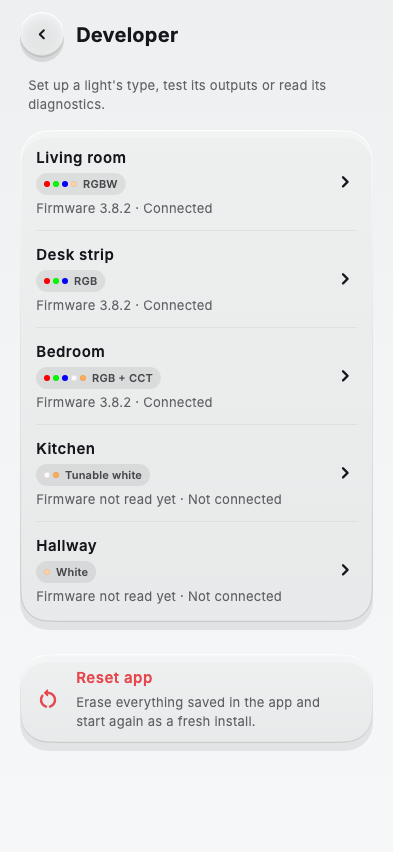 Developer
Set up a light's type, test its outputs or read its
diagnostics.
Living room
RGBW
Firmware 3.8.2 · Connected
Desk strip
RGB
Firmware 3.8.2 · Connected
Bedroom
RGB + CCT
Firmware 3.8.2 · Connected
Kitchen
Tunable white
Firmware not read yet · Not connected
Hallway
White
Firmware not read yet · Not connected
Reset app
Erase everything saved in the app and
start again as a fresh install.